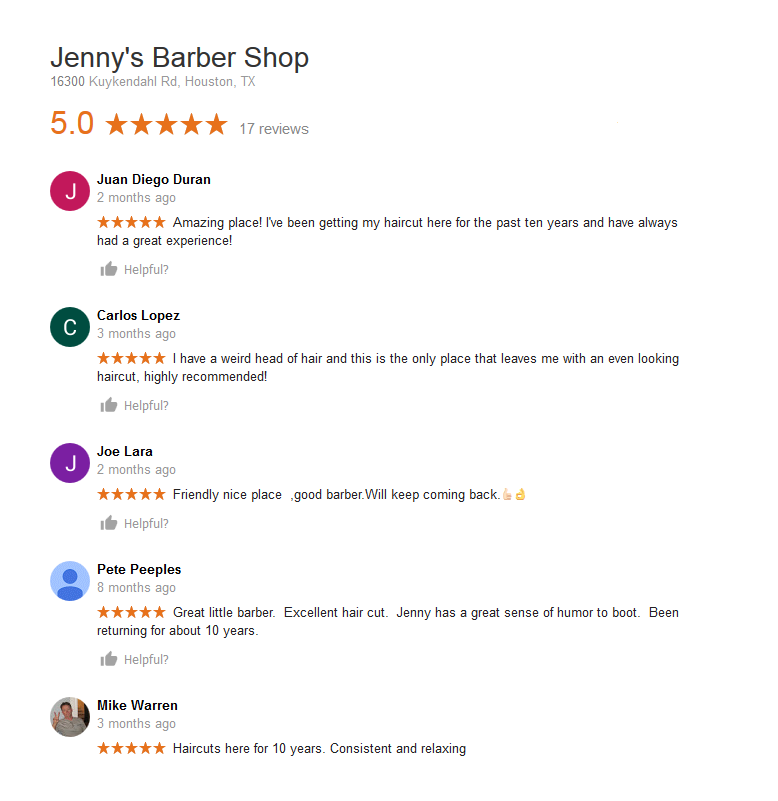 Jenny's Barber Shop
16300 Kuykendahl Rd, Houston, TX
5.0 ★★★★★ 17 reviews
J Juan Diego Duran
2 months ago
★★★★★ Amazing place! I've been getting my haircut here for the past ten years and have always
had a great experience!
Helpful?
C Carlos Lopez
3 months ago
★★★★★ I have a weird head of hair and this is the only place that leaves me with an even looking
haircut, highly recommended!
Helpful?
J Joe Lara
2 months ago
★★★★★ Friendly nice place  ,good barber.Will keep coming back.👍🏻👌
Helpful?
Pete Peeples
8 months ago
★★★★★ Great little barber.  Excellent hair cut.  Jenny has a great sense of humor to boot.  Been
returning for about 10 years.
Helpful?
Mike Warren
3 months ago
★★★★★ Haircuts here for 10 years. Consistent and relaxing